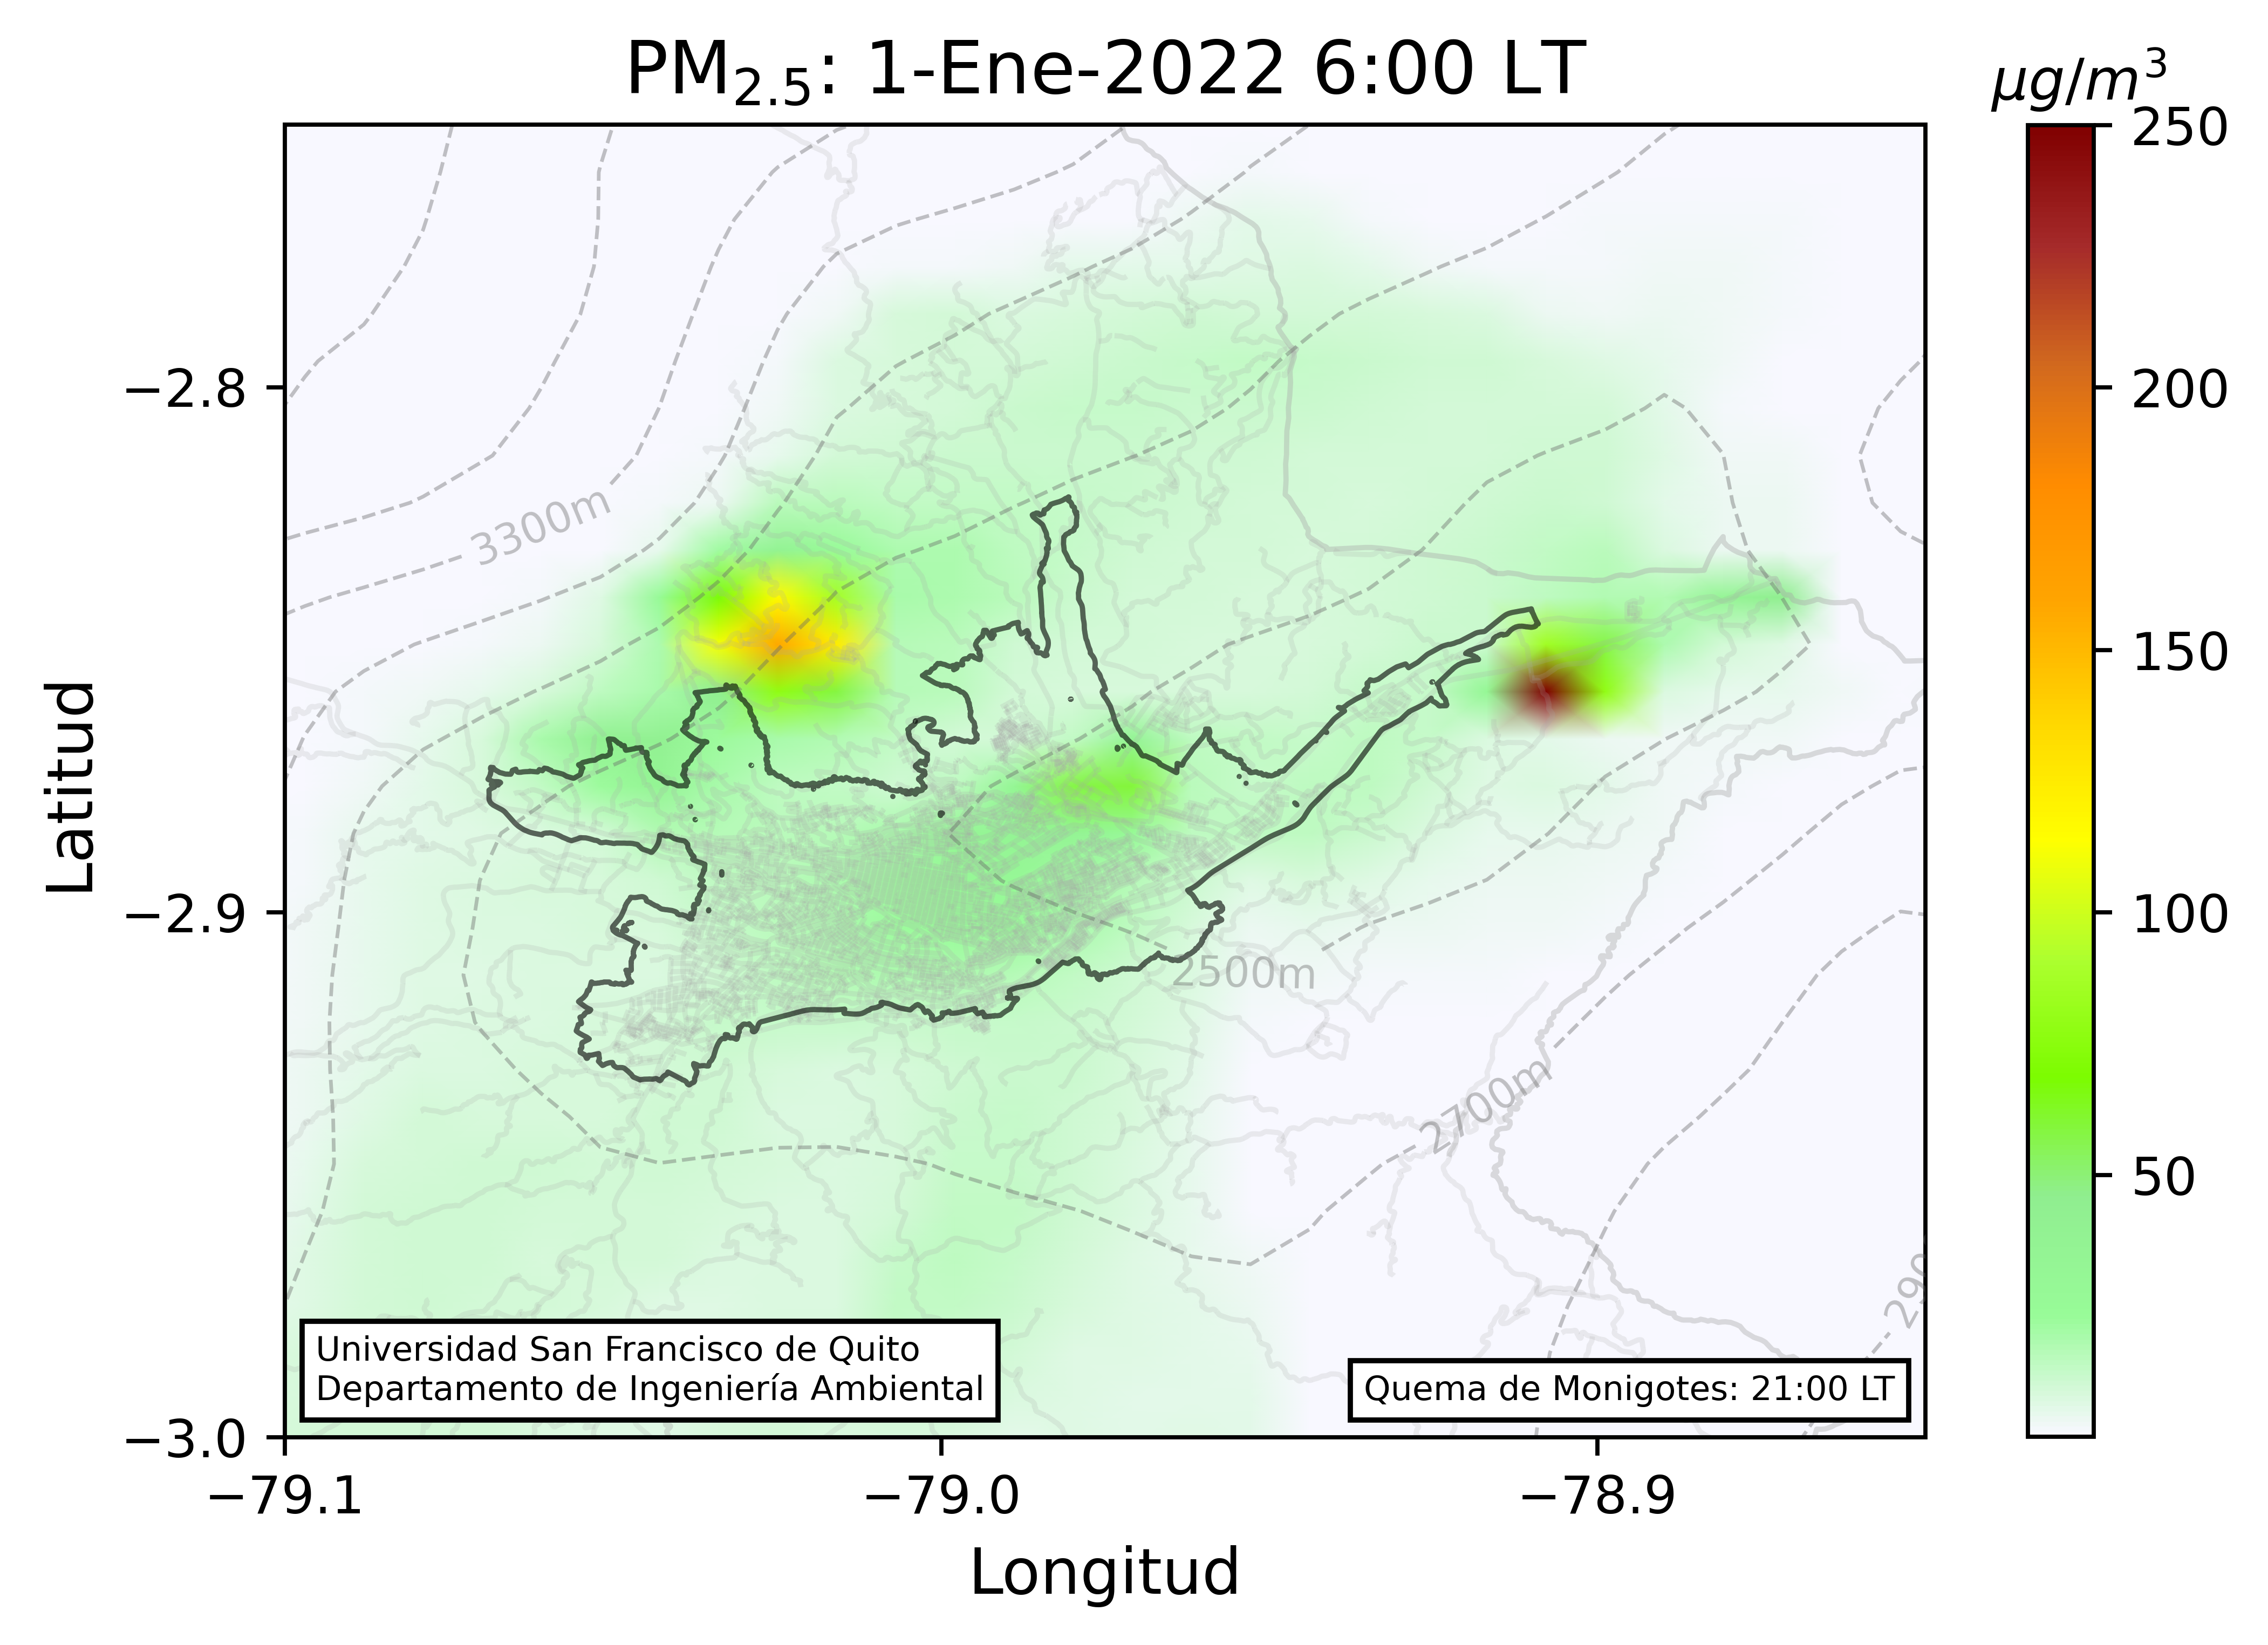 PM2.5: 1-Ene-2022 6:00 LT
μg/m³
250
200
150
100
50
Latitud
−2.8
−2.9
−3.0
3300m
2500m
2700m
Universidad San Francisco de Quito
Departamento de Ingeniería Ambiental
Quema de Monigotes: 21:00 LT
−79.1
−79.0
−78.9
Longitud